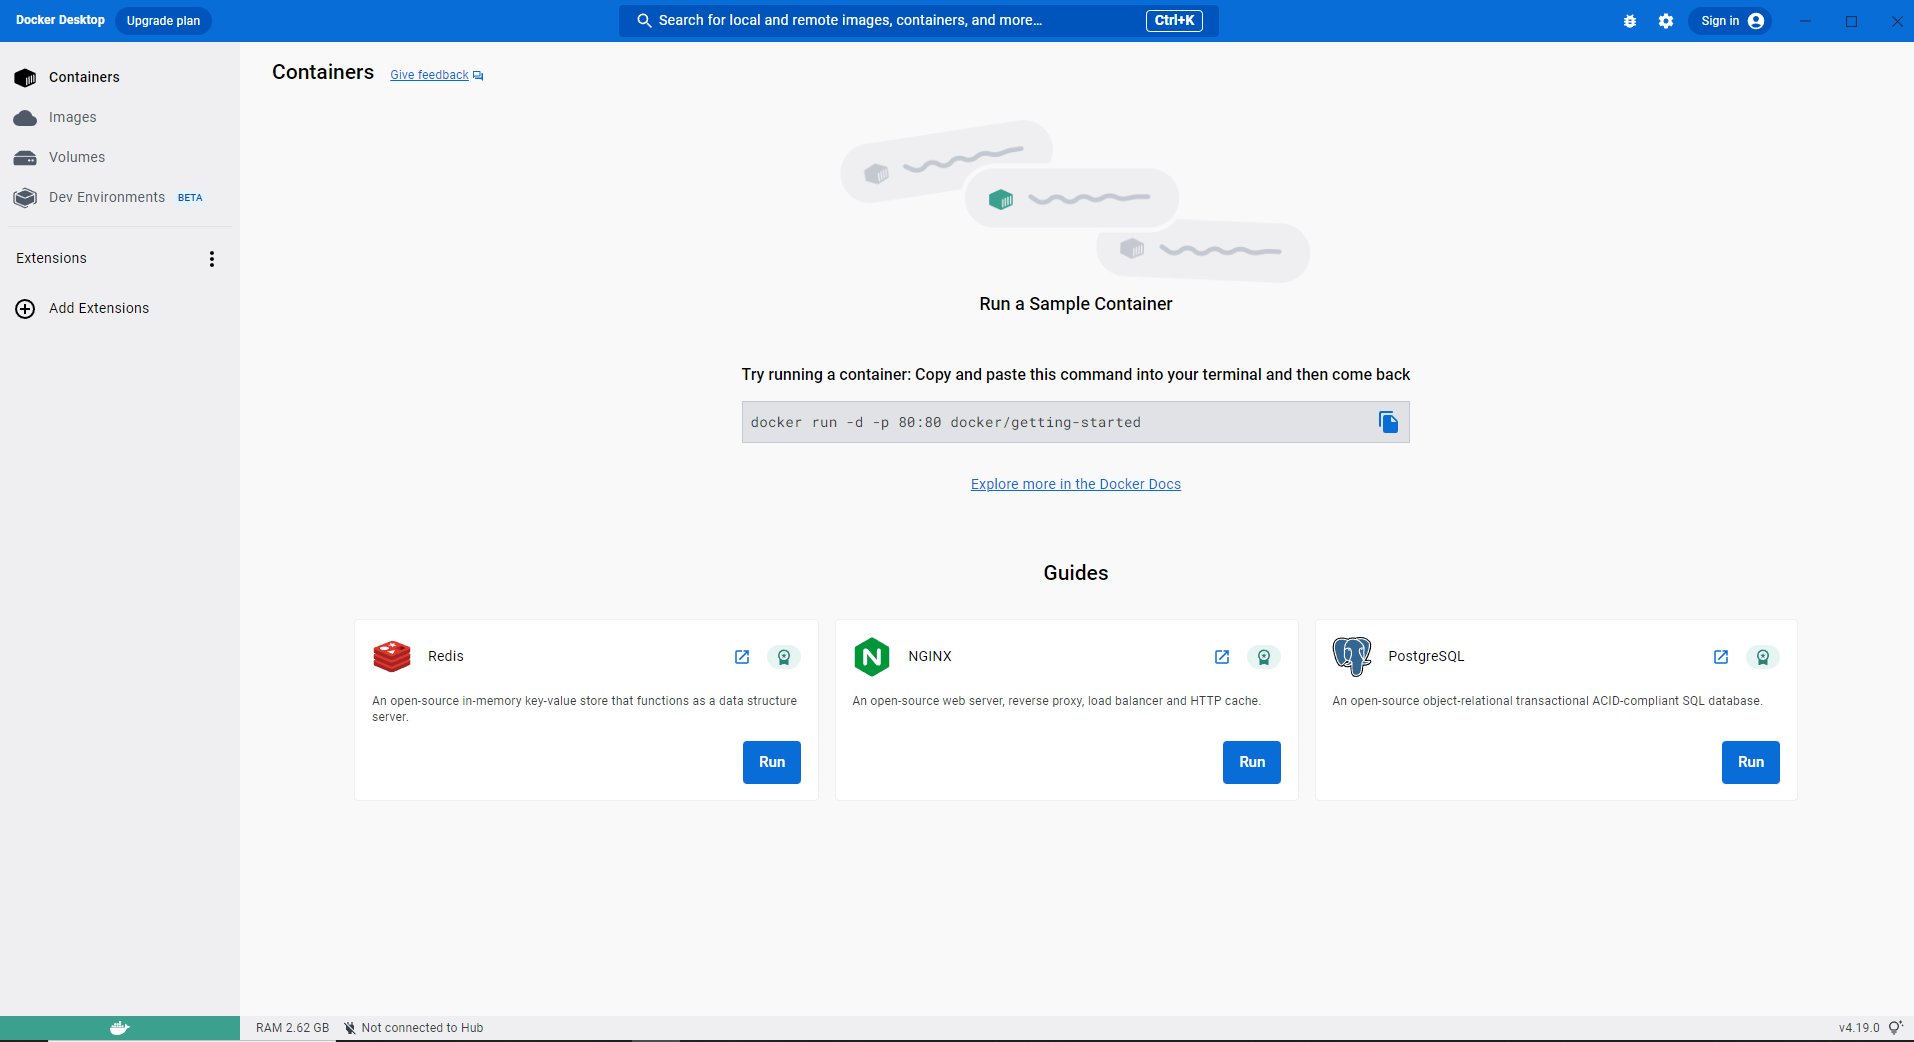 Docker Desktop
Upgrade plan
Search for local and remote images, containers, and more...
Ctrl+K
Sign in
Containers
Images
Volumes
Dev Environments BETA
Extensions
Add Extensions
Containers
Give feedback
Run a Sample Container
Try running a container: Copy and paste this command into your terminal and then come back
docker run -d -p 80:80 docker/getting-started
Explore more in the Docker Docs
Guides
Redis
An open-source in-memory key-value store that functions as a data structure
server.
Run
NGINX
An open-source web server, reverse proxy, load balancer and HTTP cache.
Run
PostgreSQL
An open-source object-relational transactional ACID-compliant SQL database.
Run
RAM 2.62 GB
Not connected to Hub
v4.19.0